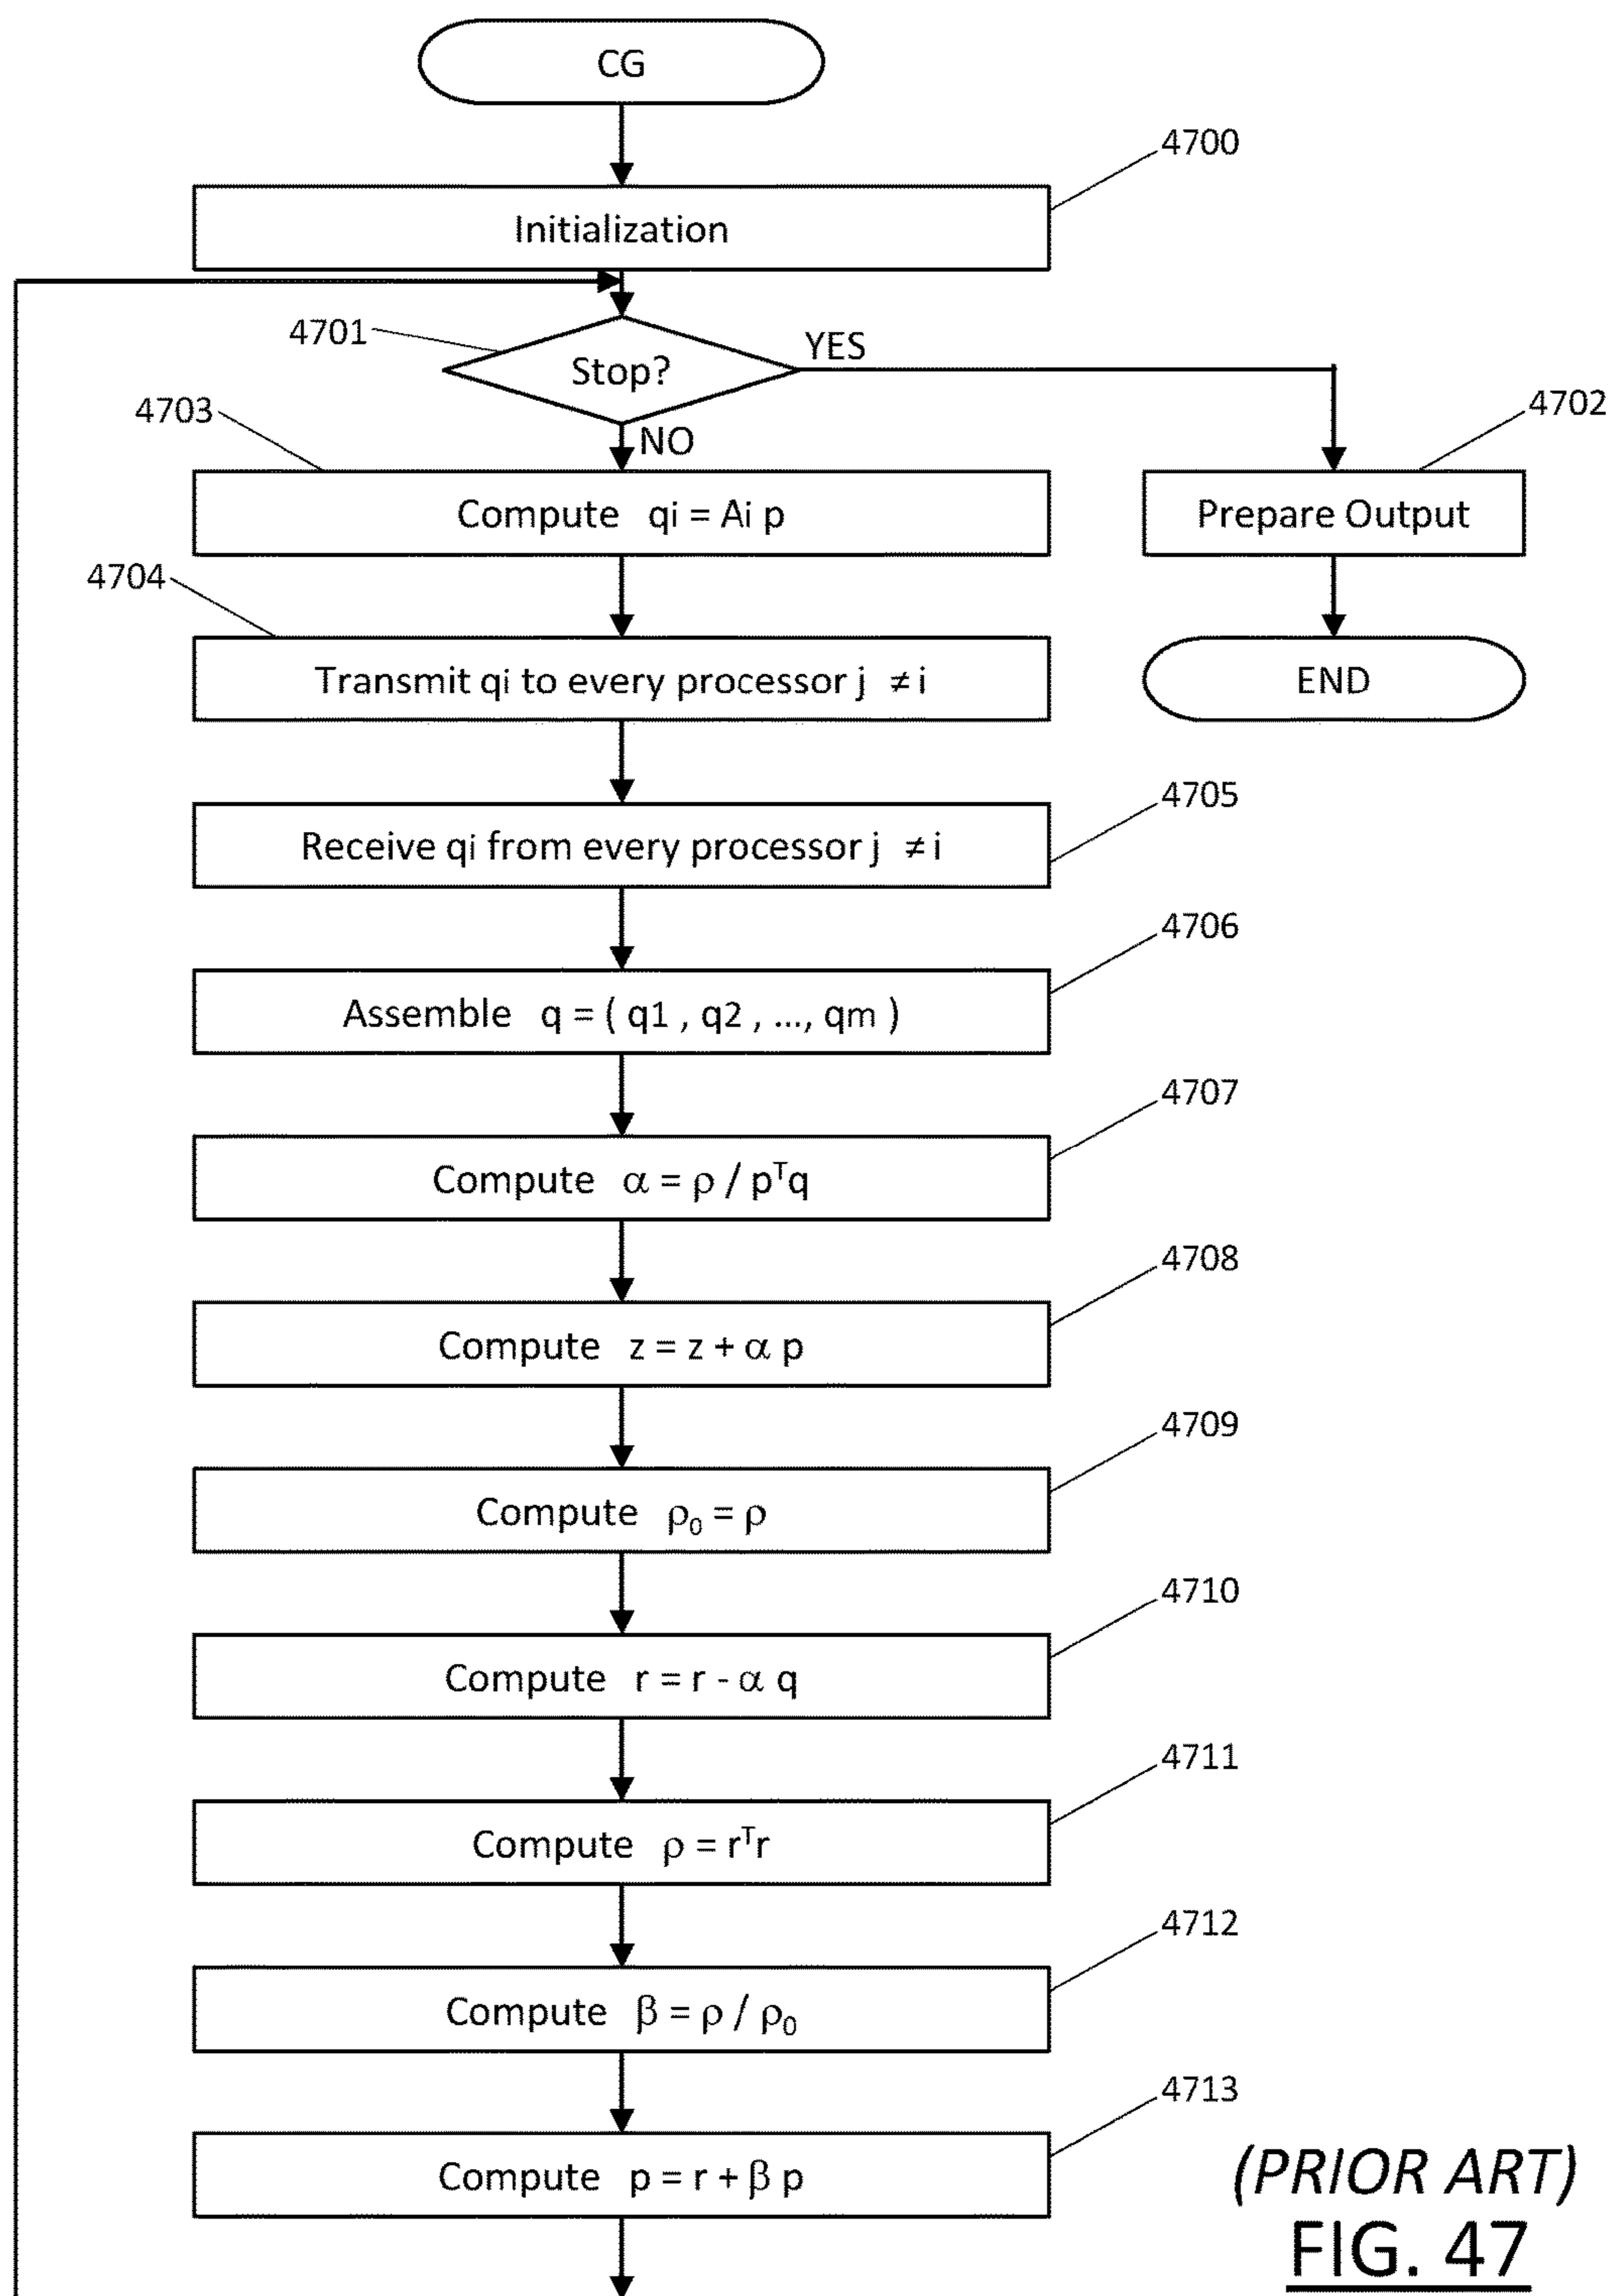 CG
4700
Initialization
4701
Stop?
YES
4703
NO
4702
Compute qi = Ai p
Prepare Output
4704
Transmit qi to every processor j ≠ i
END
4705
Receive qi from every processor j ≠ i
4706
Assemble q = ( q1 , q2 , ..., qm )
4707
Compute α = ρ / pᵀq
4708
Compute z = z + α p
4709
Compute ρ₀ = ρ
4710
Compute r = r - α q
4711
Compute ρ = rᵀr
4712
Compute β = ρ / ρ₀
4713
Compute p = r + β p
(PRIOR ART)
FIG. 47